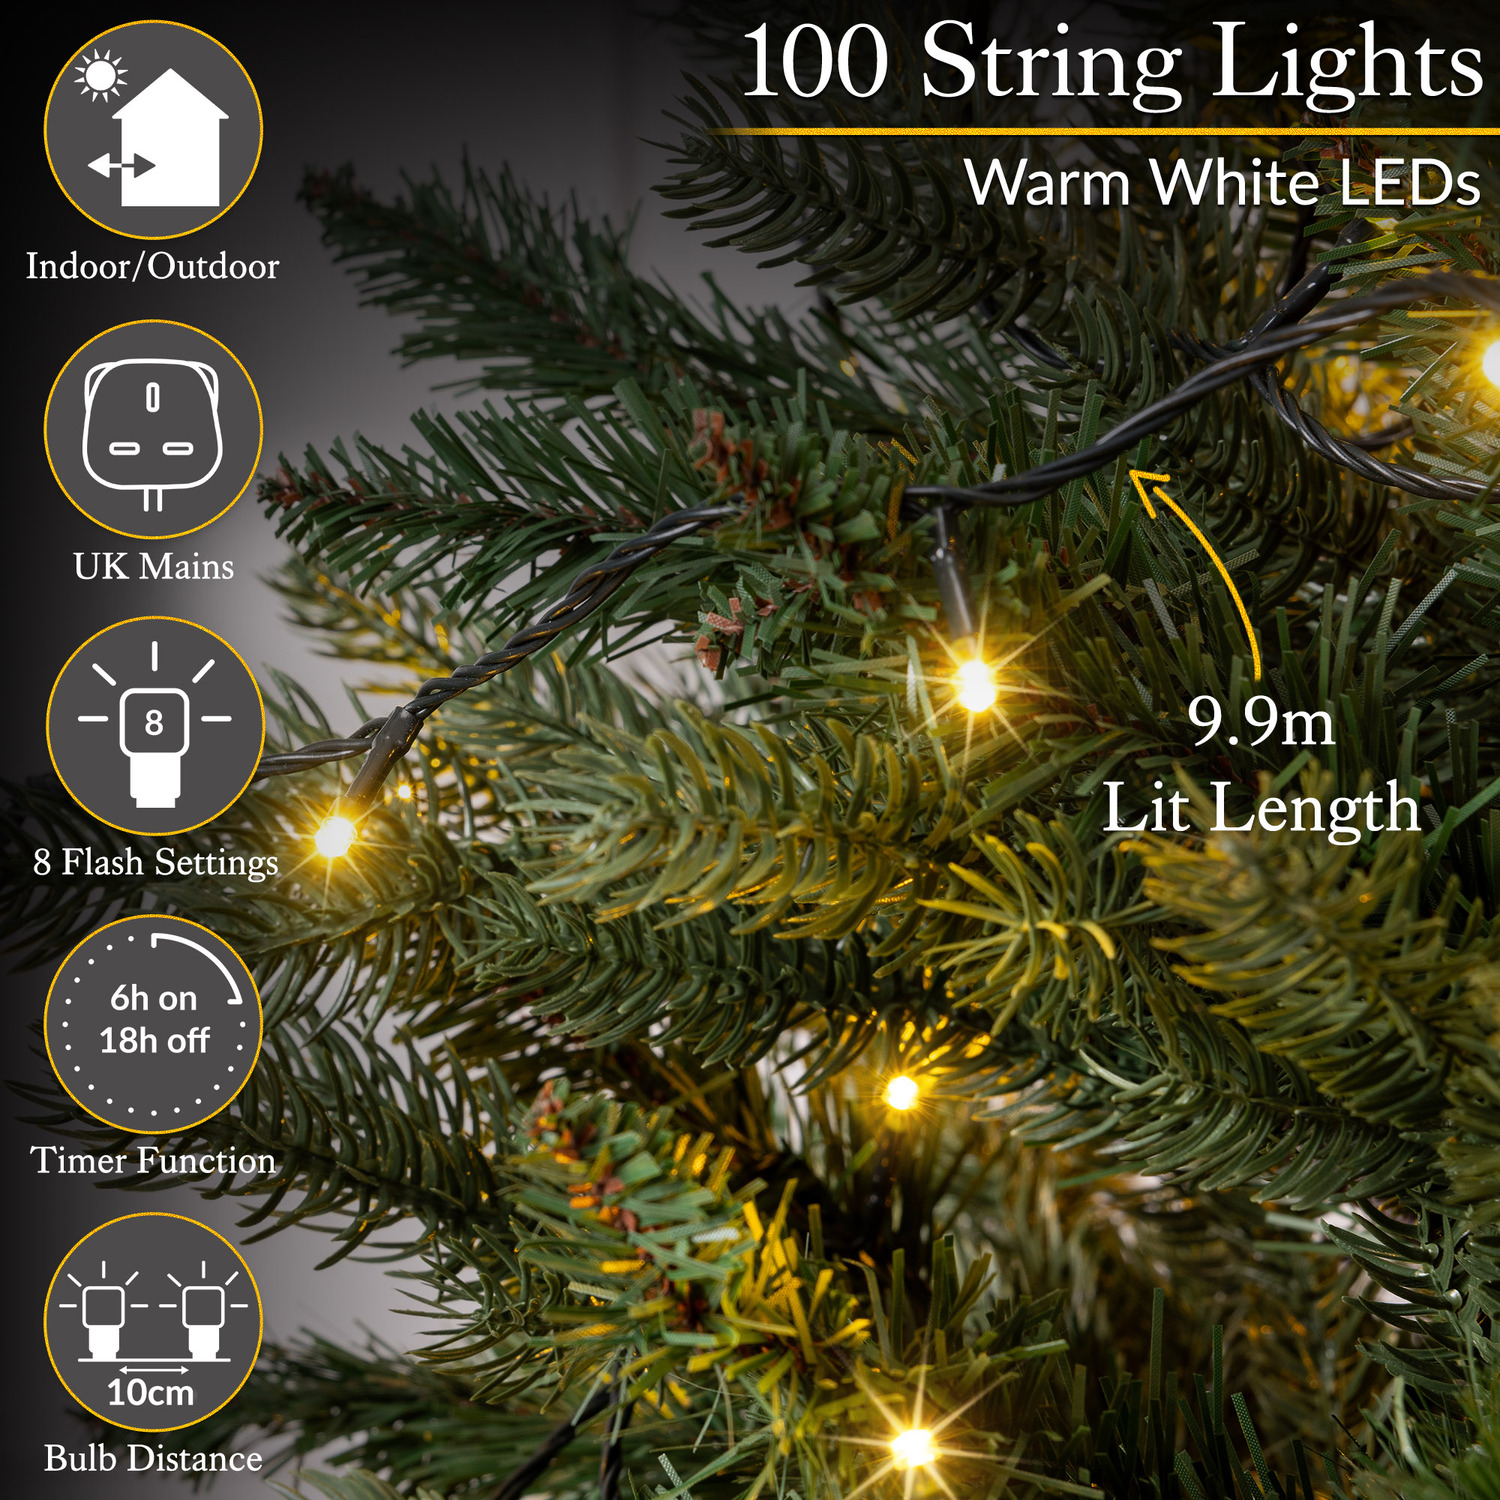 100 String Lights
Warm White LEDs
Indoor/Outdoor
UK Mains
8
8 Flash Settings
6h on
18h off
Timer Function
10cm
Bulb Distance
9.9m
Lit Length